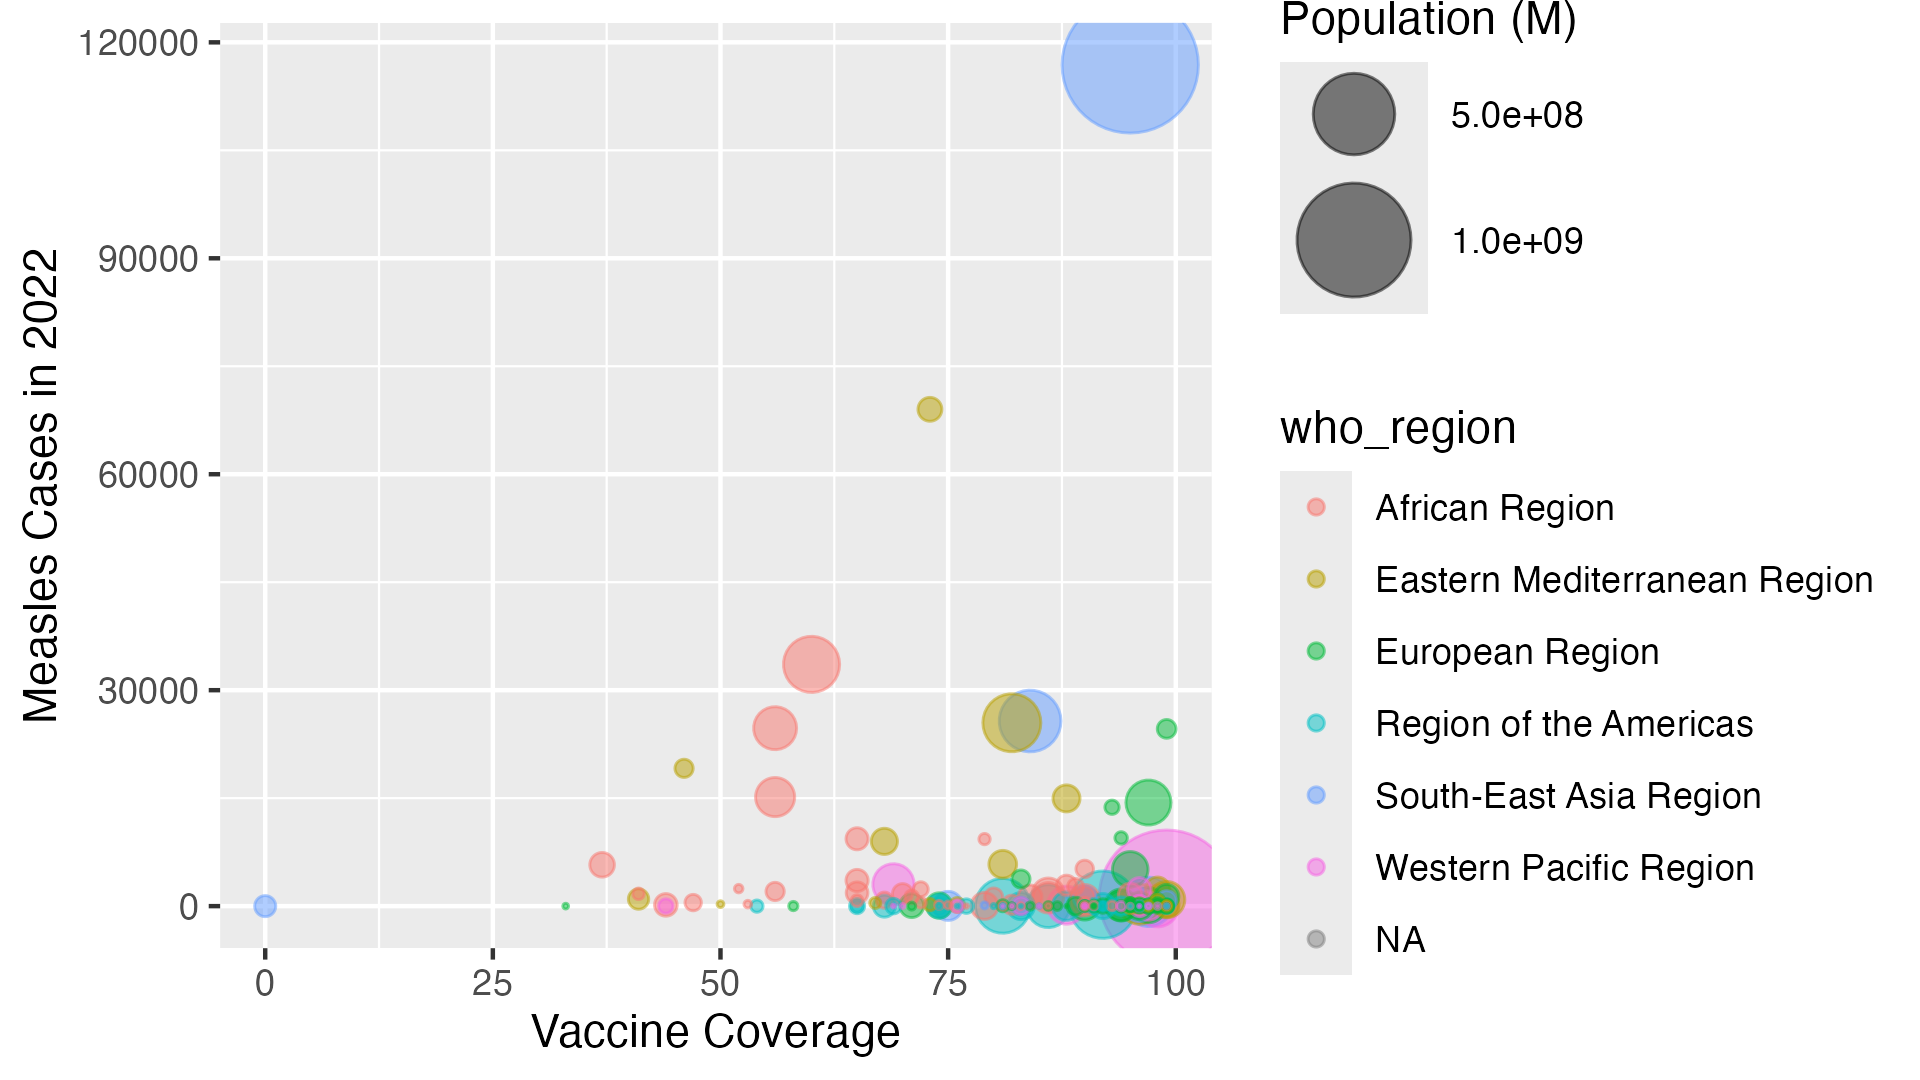 Measles Cases in 2022
120000
90000
60000
30000
0
0
25
50
75
100
Vaccine Coverage
Population (M)
5.0e+08
1.0e+09
who_region
African Region
Eastern Mediterranean Region
European Region
Region of the Americas
South-East Asia Region
Western Pacific Region
NA